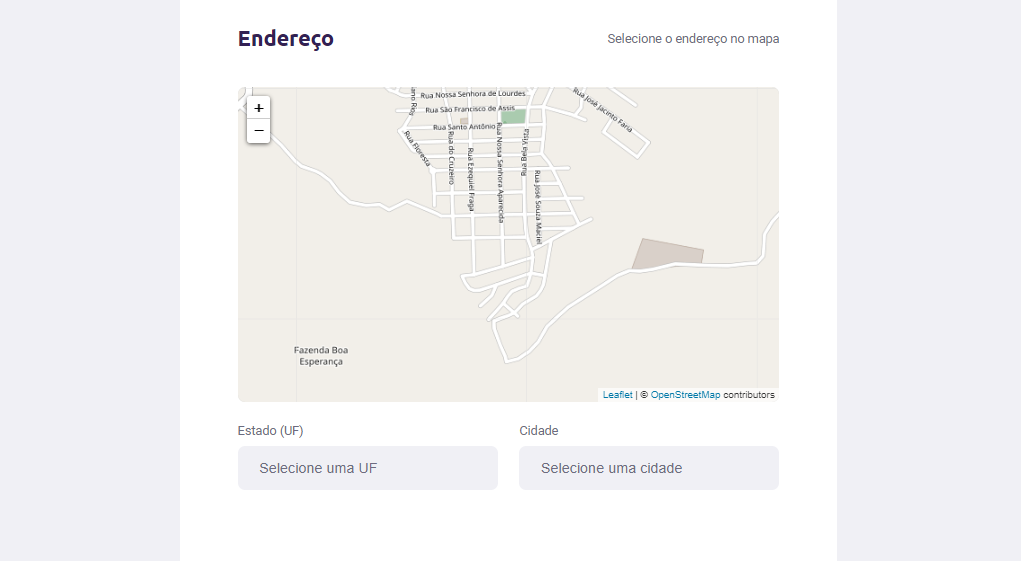 Endereço
Selecione o endereço no mapa
+
−
Rua Nossa Senhora de Lourdes
Rua José Jacinto Faria
Rua São Francisco de Assis
Rua Santo Antônio
Rua Floresta
Rua do Cruzeiro
Rua Ezequiel Fraga
Rua Nossa Senhora Aparecida
Rua Bela Vista
Rua José Souza Maciel
Fazenda Boa
Esperança
Leaflet | © OpenStreetMap contributors
Estado (UF)
Cidade
Selecione uma UF
Selecione uma cidade